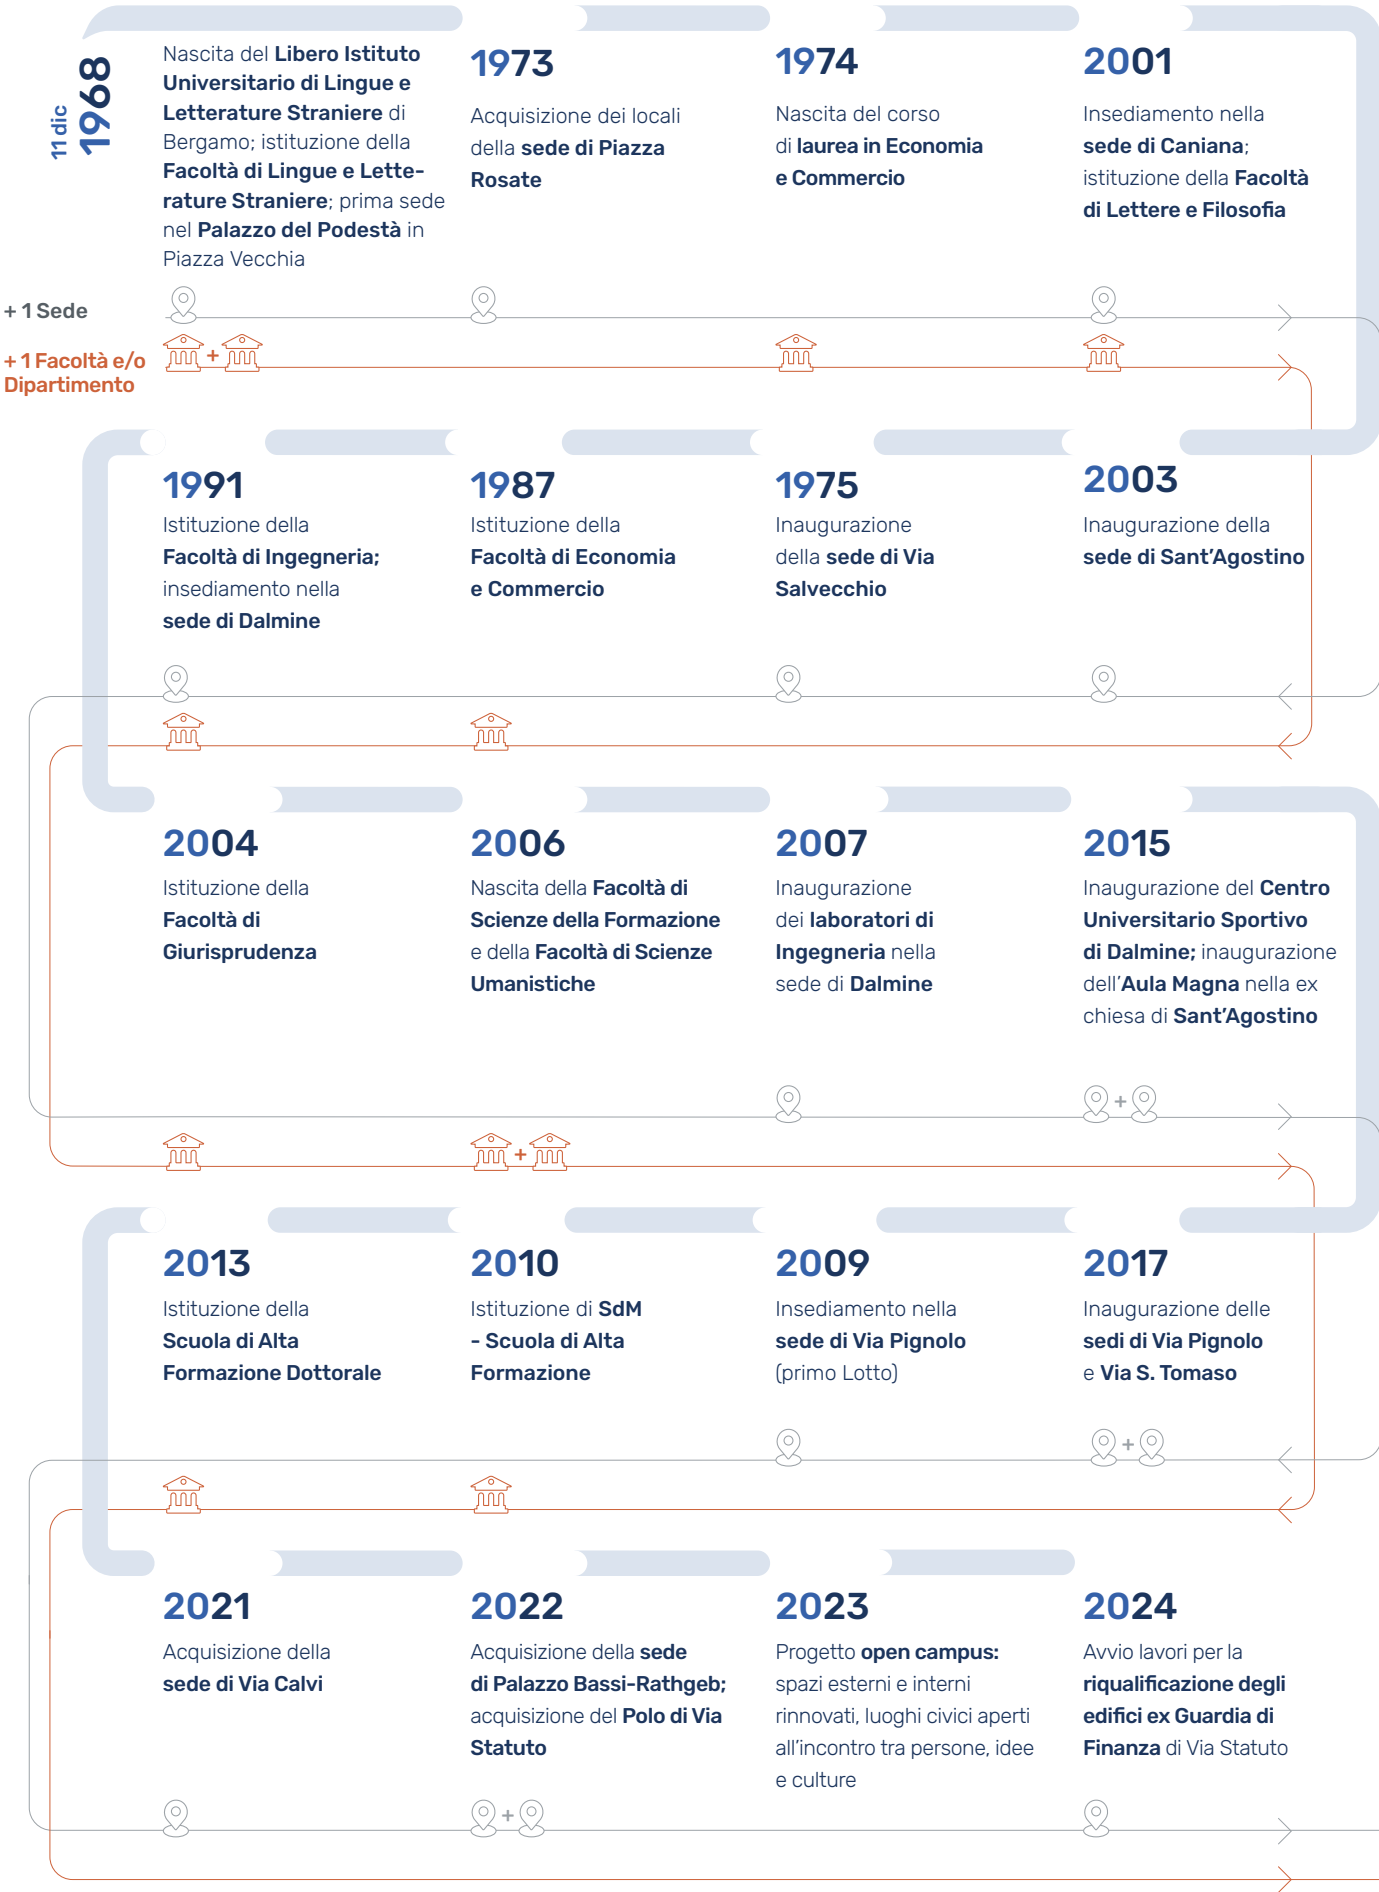 11 dic
1968
Nascita del Libero Istituto
Universitario di Lingue e
Letterature Straniere di
Bergamo; istituzione della
Facoltà di Lingue e Lette-
rature Straniere; prima sede
nel Palazzo del Podestà in
Piazza Vecchia
1973
Acquisizione dei locali
della sede di Piazza
Rosate
1974
Nascita del corso
di laurea in Economia
e Commercio
2001
Insediamento nella
sede di Caniana;
istituzione della Facoltà
di Lettere e Filosofia
+ 1 Sede
+
+ 1 Facoltà e/o
Dipartimento
1991
Istituzione della
Facoltà di Ingegneria;
insediamento nella
sede di Dalmine
1987
Istituzione della
Facoltà di Economia
e Commercio
1975
Inaugurazione
della sede di Via
Salvecchio
2003
Inaugurazione della
sede di Sant'Agostino
2004
Istituzione della
Facoltà di
Giurisprudenza
2006
Nascita della Facoltà di
Scienze della Formazione
e della Facoltà di Scienze
Umanistiche
2007
Inaugurazione
dei laboratori di
Ingegneria nella
sede di Dalmine
2015
Inaugurazione del Centro
Universitario Sportivo
di Dalmine; inaugurazione
dell'Aula Magna nella ex
chiesa di Sant'Agostino
+
+
2013
Istituzione della
Scuola di Alta
Formazione Dottorale
2010
Istituzione di SdM
- Scuola di Alta
Formazione
2009
Insediamento nella
sede di Via Pignolo
(primo Lotto)
2017
Inaugurazione delle
sedi di Via Pignolo
e Via S. Tomaso
+
2021
Acquisizione della
sede di Via Calvi
2022
Acquisizione della sede
di Palazzo Bassi-Rathgeb;
acquisizione del Polo di Via
Statuto
2023
Progetto open campus:
spazi esterni e interni
rinnovati, luoghi civici aperti
all'incontro tra persone, idee
e culture
2024
Avvio lavori per la
riqualificazione degli
edifici ex Guardia di
Finanza di Via Statuto
+